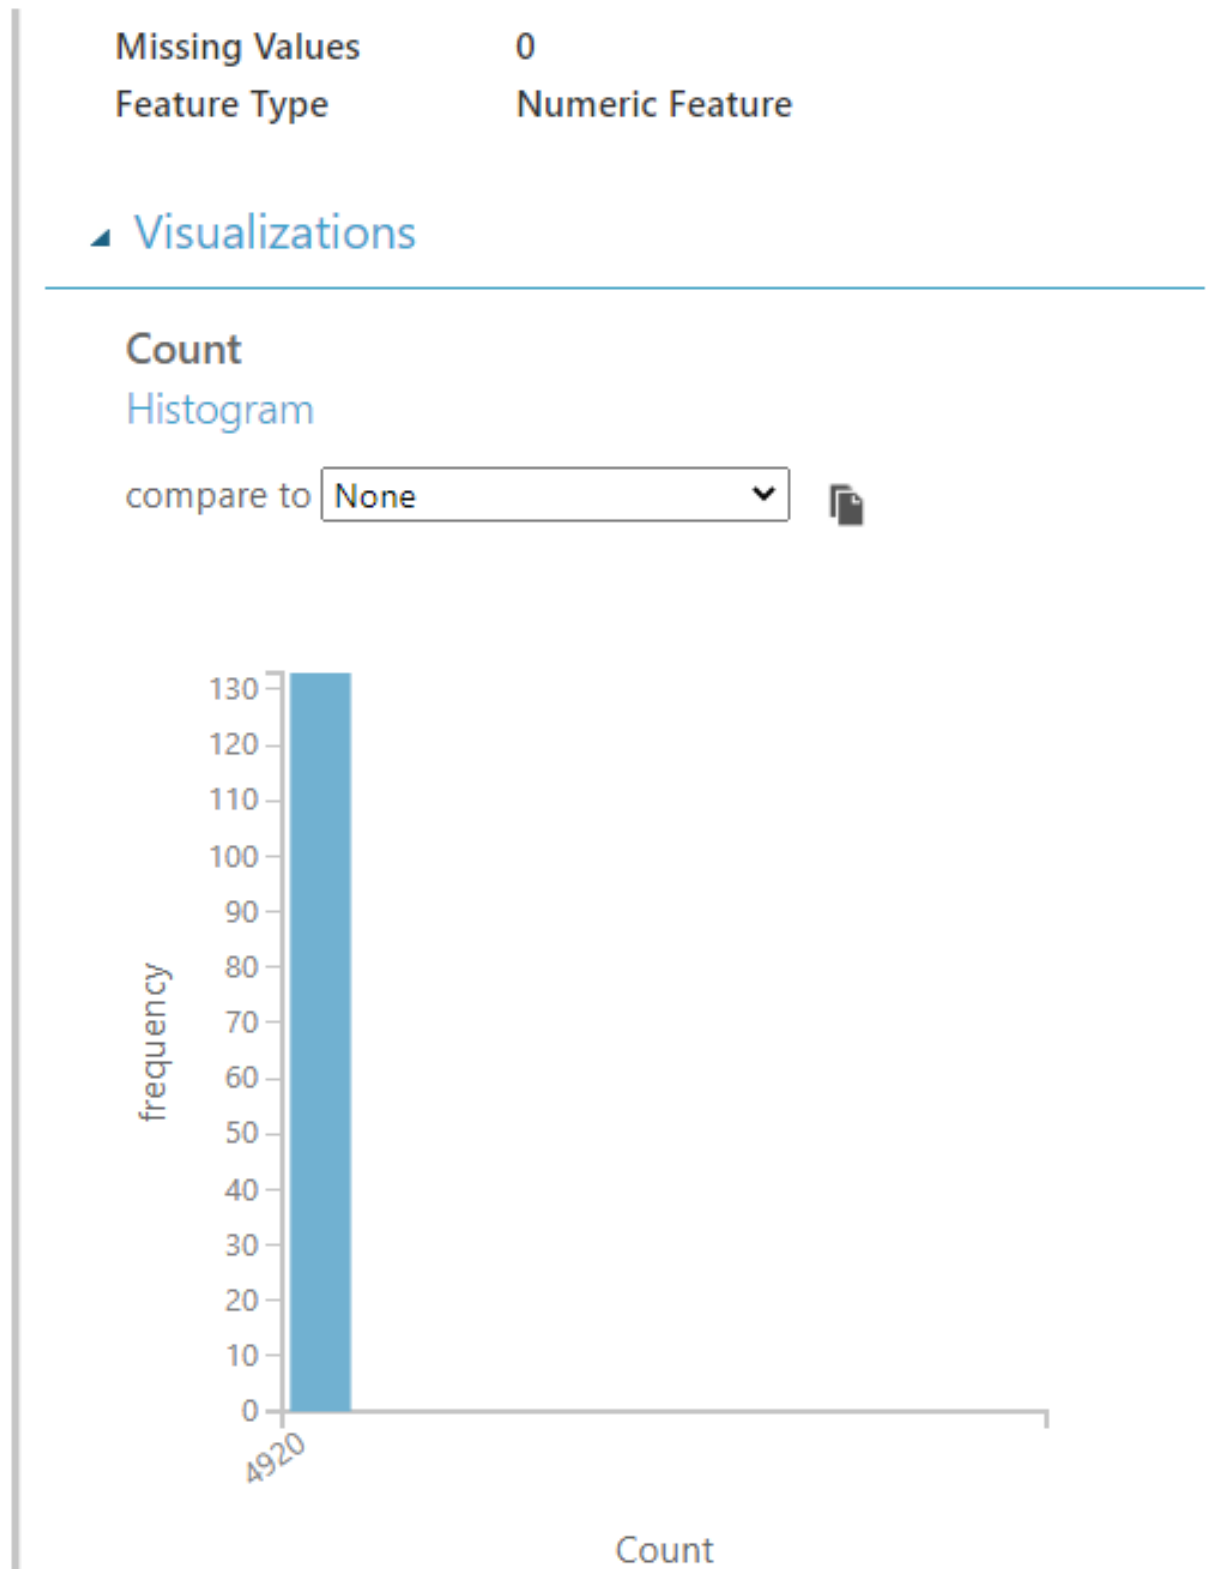 Missing Values 0
Feature Type Numeric Feature
Visualizations
Count
Histogram
compare to None
130
120
110
100
90
80
70
60
50
40
30
20
10
0
frequency
4920
Count